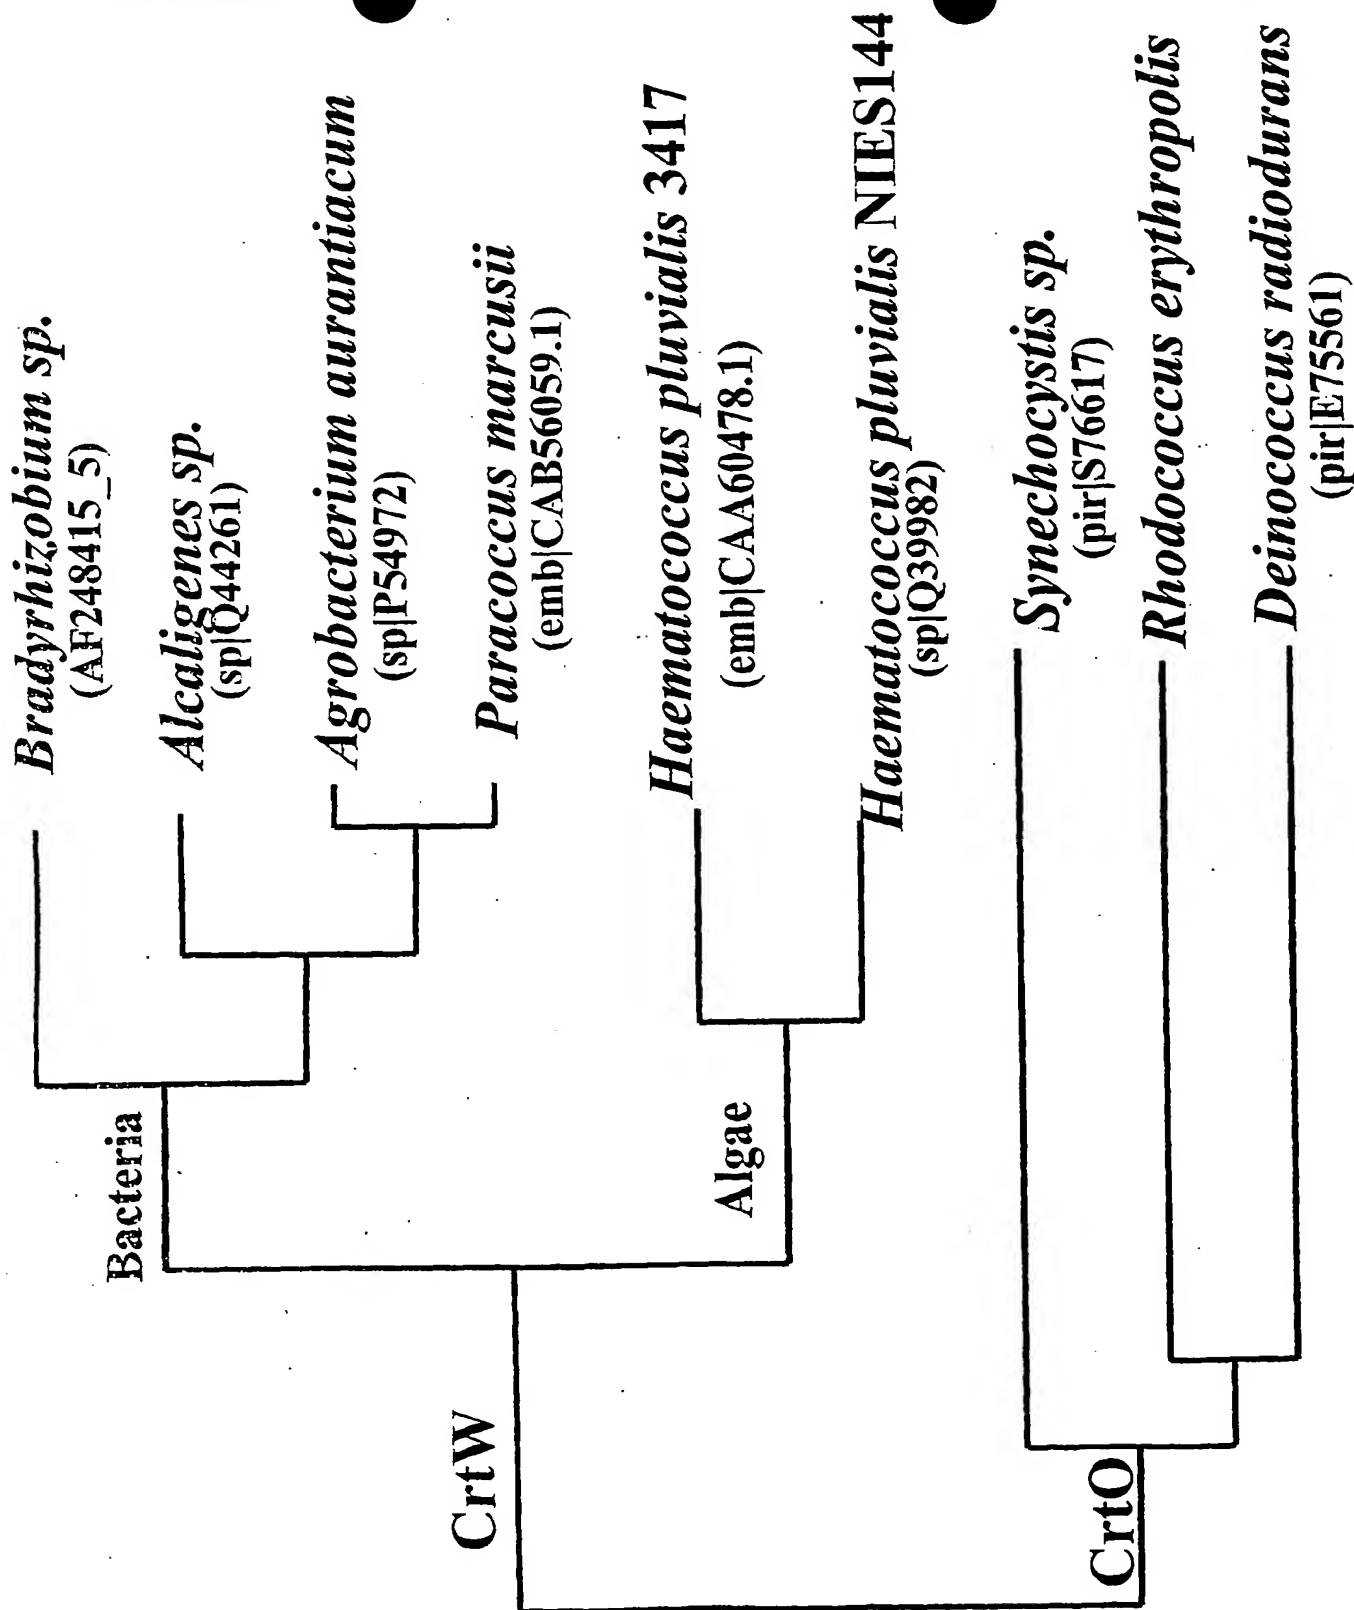 Bradyrhizobium sp.
(AF248415_5)
Alcaligenes sp.
(sp|Q44261)
Agrobacterium aurantiacum
(sp|P54972)
Paracoccus marcusii
(emb|CAB56059.1)
Haematococcus pluvialis 3417
(emb|CAA60478.1)
Haematococcus pluvialis NIES144
(sp|Q39982)
Synechocystis sp.
(pir|S76617)
Rhodococcus erythropolis
Deinococcus radiodurans
(pir|E75561)
Bacteria
Algae
CrtW
CrtO